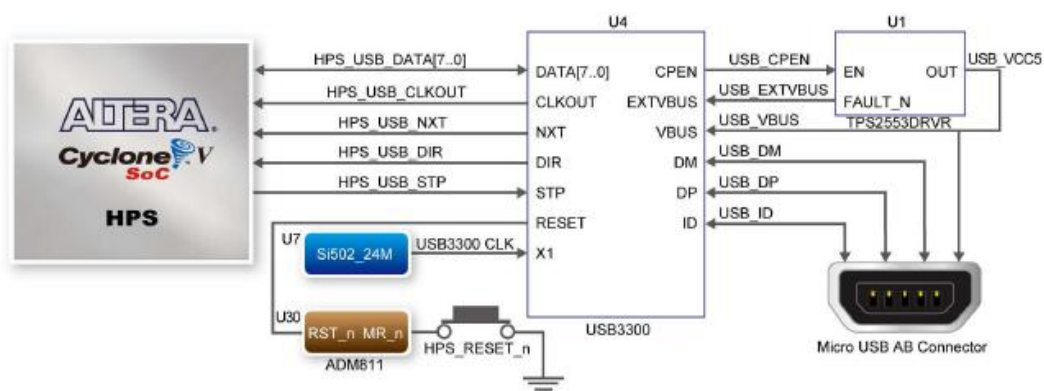 U4
U1
HPS_USB_DATA[7..0]
DATA[7..0]
CPEN
USB_CPEN
EN
OUT
USB_VCC5
HPS_USB_CLKOUT
CLKOUT
EXTVBUS
USB_EXTVBUS
FAULT_N
TPS2553DRVR
ALTERA.
Cyclone V
SoC
HPS
HPS_USB_NXT
NXT
VBUS
USB_VBUS
HPS_USB_DIR
DIR
DM
USB_DM
HPS_USB_STP
STP
DP
USB_DP
RESET
ID
USB_ID
U7
Si502_24M
USB3300 CLK
X1
U30
RST_n MR_n
ADM811
HPS_RESET_n
USB3300
Micro USB AB Connector